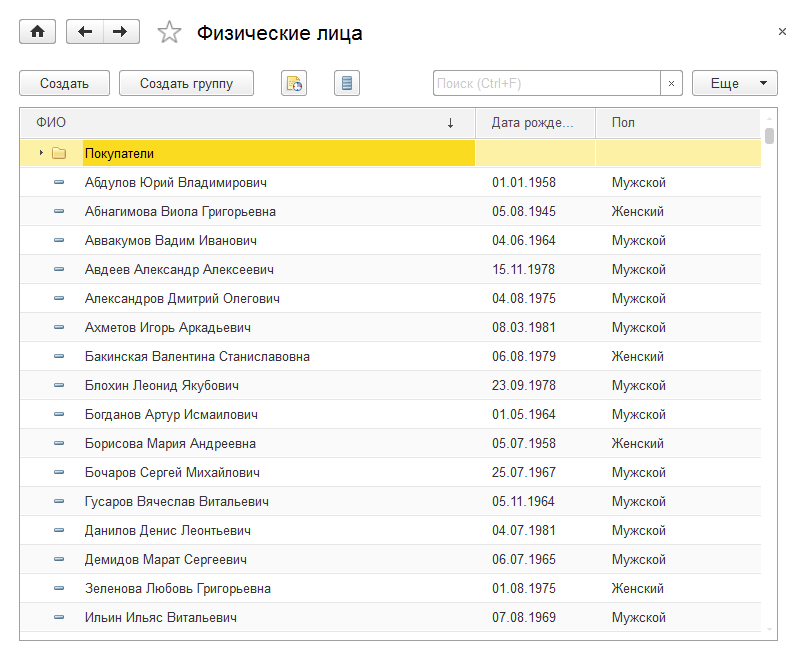 Физические лица
Создать Создать группу Поиск (Ctrl+F) Еще
ФИО Дата рожде... Пол
Покупатели
Абдулов Юрий Владимирович 01.01.1958 Мужской
Абнагимова Виола Григорьевна 05.08.1945 Женский
Аввакумов Вадим Иванович 04.06.1964 Мужской
Авдеев Александр Алексеевич 15.11.1978 Мужской
Александров Дмитрий Олегович 04.08.1975 Мужской
Ахметов Игорь Аркадьевич 08.03.1981 Мужской
Бакинская Валентина Станиславовна 06.08.1979 Женский
Блохин Леонид Якубович 23.09.1978 Мужской
Богданов Артур Исмаилович 01.05.1964 Мужской
Борисова Мария Андреевна 05.07.1958 Женский
Бочаров Сергей Михайлович 25.07.1967 Мужской
Гусаров Вячеслав Витальевич 05.11.1964 Мужской
Данилов Денис Леонтьевич 04.07.1981 Мужской
Демидов Марат Сергеевич 06.07.1965 Мужской
Зеленова Любовь Григорьевна 01.08.1975 Женский
Ильин Ильяс Витальевич 07.08.1969 Мужской